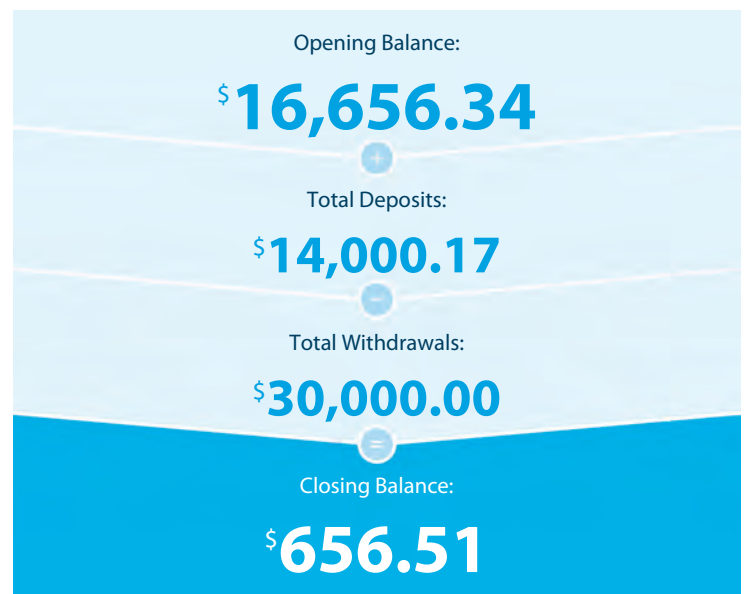 Opening Balance:
$16,656.34
+
Total Deposits:
$14,000.17
-
Total Withdrawals:
$30,000.00
=
Closing Balance:
$656.51